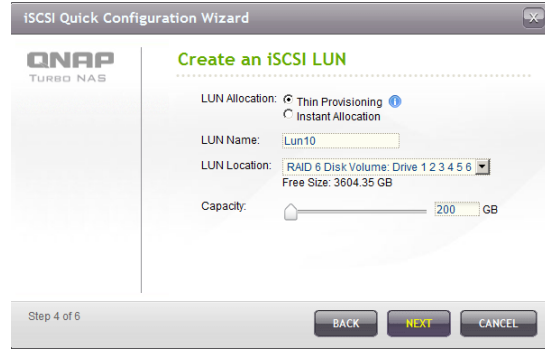 iSCSI Quick Configuration Wizard
QNAP
TURBO NAS
Create an iSCSI LUN
LUN Allocation: Thin Provisioning
Instant Allocation
LUN Name: Lun10
LUN Location: RAID 6 Disk Volume: Drive 1 2 3 4 5 6
Free Size: 3604.35 GB
Capacity: 200 GB
Step 4 of 6
BACK NEXT CANCEL